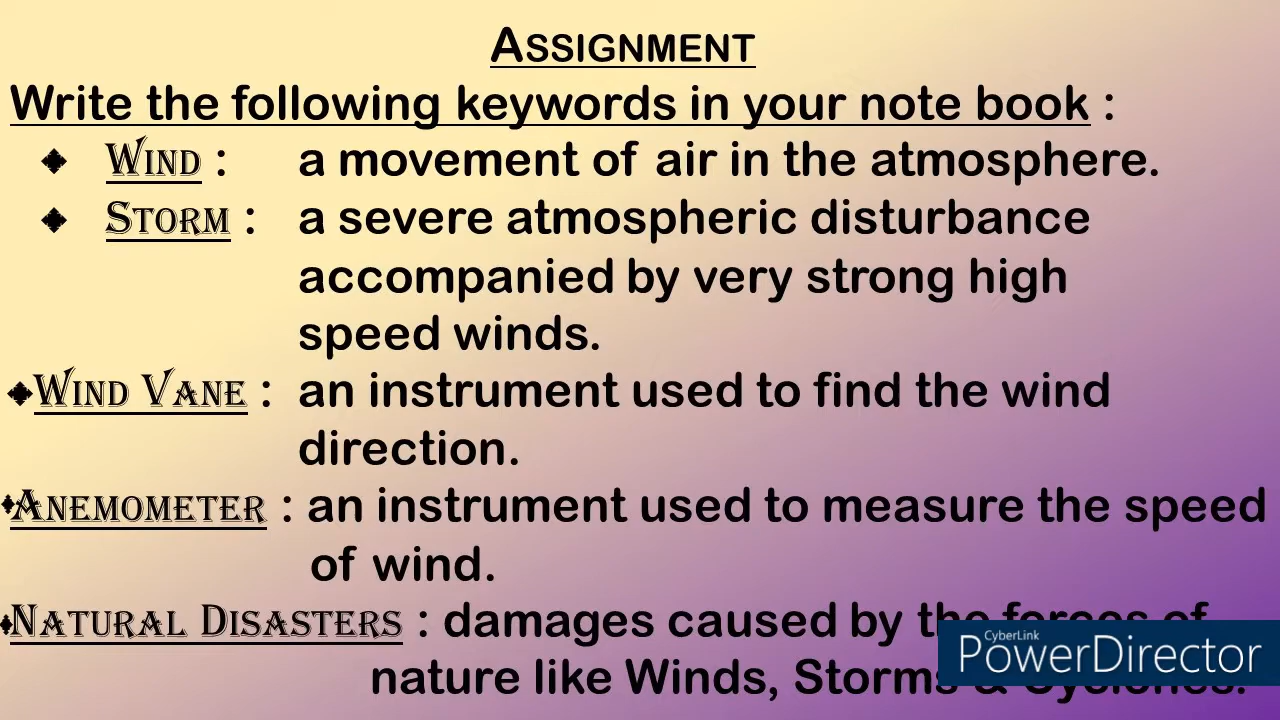 ASSIGNMENT
Write the following keywords in your note book :
WIND : a movement of air in the atmosphere.
STORM : a severe atmospheric disturbance
accompanied by very strong high
speed winds.
WIND VANE : an instrument used to find the wind
direction.
ANEMOMETER : an instrument used to measure the speed
of wind.
NATURAL DISASTERS : damages caused by the forces of
nature like Winds, Storms & Cyclones.
CyberLink
PowerDirector